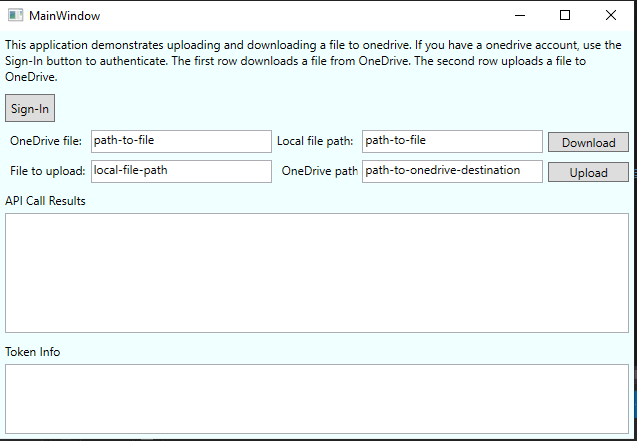 MainWindow
This application demonstrates uploading and downloading a file to onedrive. If you have a onedrive account, use the
Sign-In button to authenticate. The first row downloads a file from OneDrive. The second row uploads a file to
OneDrive.
Sign-In
OneDrive file: path-to-file Local file path: path-to-file Download
File to upload: local-file-path OneDrive path path-to-onedrive-destination Upload
API Call Results
Token Info